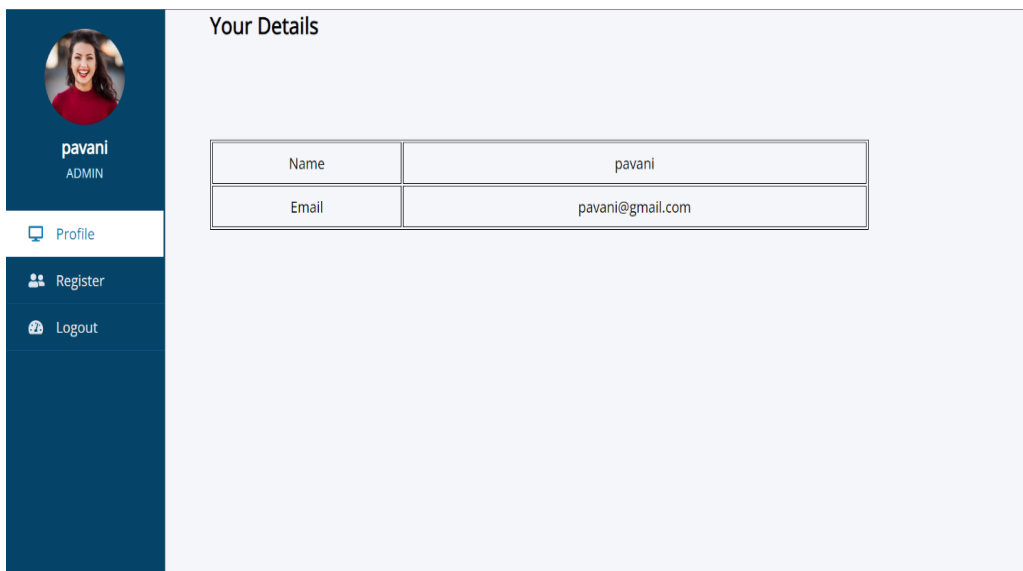 pavani
ADMIN
Profile
Register
Logout
Your Details
Name pavani
Email pavani@gmail.com